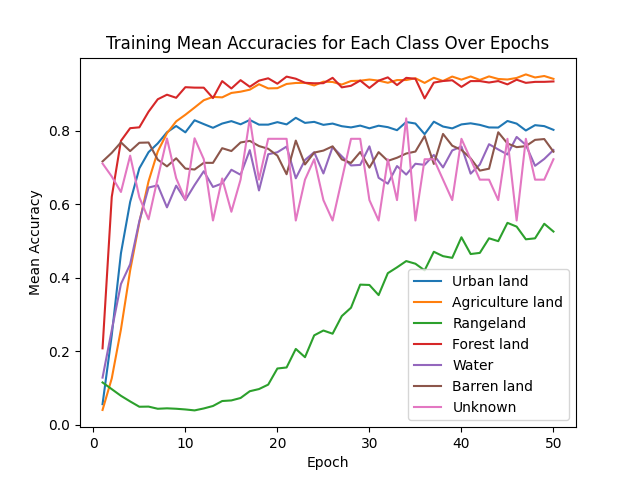 Training Mean Accuracies for Each Class Over Epochs
Mean Accuracy
0.8
0.6
0.4
0.2
0.0
Urban land
Agriculture land
Rangeland
Forest land
Water
Barren land
Unknown
0 10 20 30 40 50
Epoch